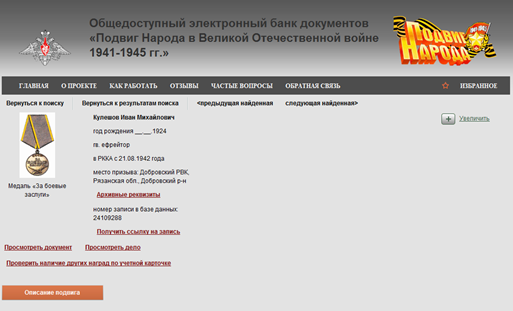 Общедоступный электронный банк документов
«Подвиг Народа в Великой Отечественной войне
1941-1945 гг.»
ПОДВИГ
НАРОДА
ГЛАВНАЯ О ПРОЕКТЕ КАК РАБОТАТЬ ОТЗЫВЫ ЧАСТЫЕ ВОПРОСЫ ОБРАТНАЯ СВЯЗЬ ИЗБРАННОЕ
Вернуться к поиску Вернуться к результатам поиска <предыдущая найденная следующая найденная>
Кулешов Иван Михайлович
год рождения __.__.1924
гв. ефрейтор
в РККА с 21.08.1942 года
место призыва: Добровский РВК,
Рязанская обл., Добровский р-н
Архивные реквизиты
номер записи в базе данных:
24109288
Получить ссылку на запись
Медаль «За боевые
заслуги»
Увеличить
Просмотреть документ Просмотреть дело
Проверить наличие других наград по учетной карточке
Описание подвига